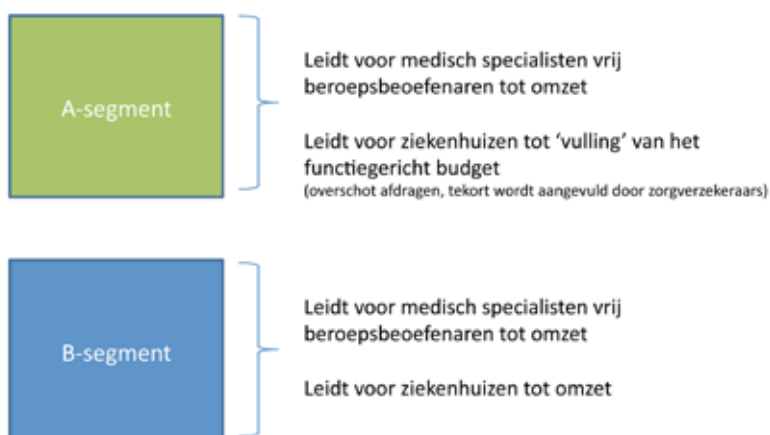 A-segment
Leidt voor medisch specialisten vrij
beroepsbeoefenaren tot omzet
Leidt voor ziekenhuizen tot ‘vulling’ van het
functiegericht budget
(overschot afdragen, tekort wordt aangevuld door zorgverzekeraars)
B-segment
Leidt voor medisch specialisten vrij
beroepsbeoefenaren tot omzet
Leidt voor ziekenhuizen tot omzet